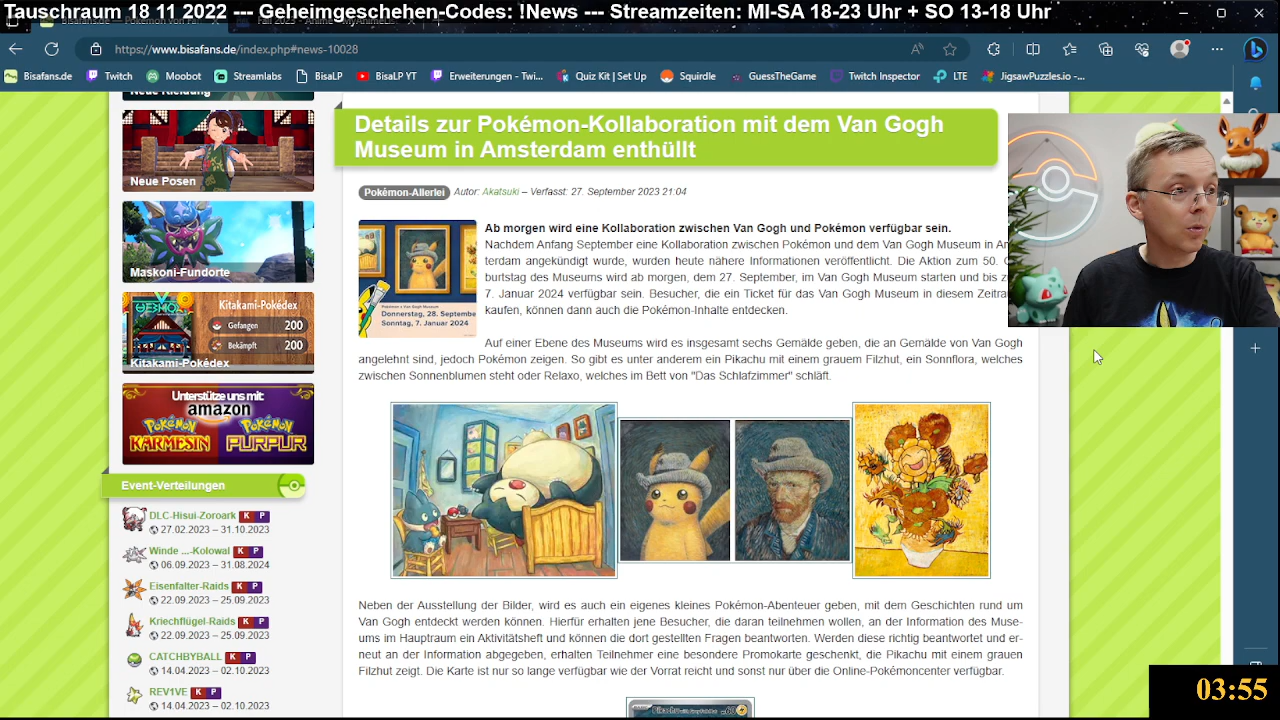 Tauschraum 18 11 2022 --- Geheimgeschehen-Codes: !News --- Streamzeiten: MI-SA 18-23 Uhr + SO 13-18 Uhr
https://www.bisafans.de/index.php#news-10028
Bisafans.de
Twitch
Moobot
Streamlabs
BisaLP
BisaLP YT
Erweiterungen - Twi...
Quiz Kit | Set Up
Squirdle
GuessTheGame
Twitch Inspector
LTE
JigsawPuzzles.io -...
Neue Kleidung
Neue Posen
Maskoni-Fundorte
Kitakami-Pokédex
Gefangen 200
Bekämpft 200
Kitakami-Pokédex
Unterstütze uns mit:
amazon
POKÉMON KARMESIN
POKÉMON PURPUR
Event-Verteilungen
DLC-Hisui-Zoroark K P
27.02.2023 – 31.10.2023
Winde ...-Kolowal K P
06.09.2023 – 31.08.2024
Eisenfalter-Raids K P
22.09.2023 – 25.09.2023
Kriechflügel-Raids K P
22.09.2023 – 25.09.2023
CATCHBYBALL K P
14.04.2023 – 02.10.2023
REV1VE K P
14.04.2023 – 02.10.2023
Details zur Pokémon-Kollaboration mit dem Van Gogh
Museum in Amsterdam enthüllt
Pokémon-Allerlei Autor: Akatsuki – Verfasst: 27. September 2023 21:04
Pokémon x Van Gogh Museum
Donnerstag, 28. Septembe
Sonntag, 7. Januar 2024
Ab morgen wird eine Kollaboration zwischen Van Gogh und Pokémon verfügbar sein.
Nachdem Anfang September eine Kollaboration zwischen Pokémon und dem Van Gogh Museum in Am
terdam angekündigt wurde, wurden heute nähere Informationen veröffentlicht. Die Aktion zum 50.
burtstag des Museums wird ab morgen, dem 27. September, im Van Gogh Museum starten und bis z
7. Januar 2024 verfügbar sein. Besucher, die ein Ticket für das Van Gogh Museum in diesem Zeitra
kaufen, können dann auch die Pokémon-Inhalte entdecken.
Auf einer Ebene des Museums wird es insgesamt sechs Gemälde geben, die an Gemälde von Van Gogh
angelehnt sind, jedoch Pokémon zeigen. So gibt es unter anderem ein Pikachu mit einem grauem Filzhut, ein Sonnflora, welches
zwischen Sonnenblumen steht oder Relaxo, welches im Bett von "Das Schlafzimmer" schläft.
Neben der Ausstellung der Bilder, wird es auch ein eigenes kleines Pokémon-Abenteuer geben, mit dem Geschichten rund um
Van Gogh entdeckt werden können. Hierfür erhalten jene Besucher, die daran teilnehmen wollen, an der Information des Muse-
ums im Hauptraum ein Aktivitätsheft und können die dort gestellten Fragen beantworten. Werden diese richtig beantwortet und er-
neut an der Information abgegeben, erhalten Teilnehmer eine besondere Promokarte geschenkt, die Pikachu mit einem grauen
Filzhut zeigt. Die Karte ist nur so lange verfügbar wie der Vorrat reicht und sonst nur über die Online-Pokémoncenter verfügbar.
03:55